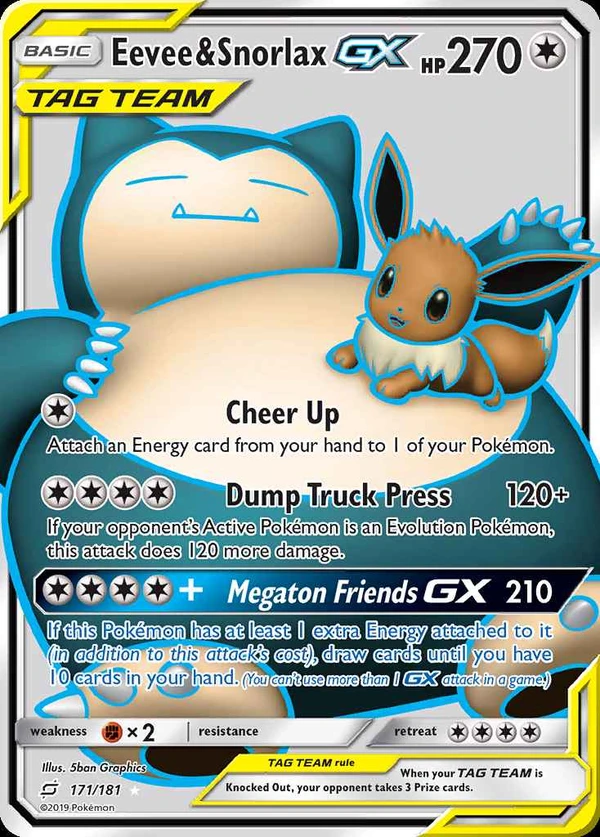 BASIC Eevee&Snorlax GX HP 270
TAG TEAM
Cheer Up
Attach an Energy card from your hand to 1 of your Pokémon.
Dump Truck Press 120+
If your opponent's Active Pokémon is an Evolution Pokémon,
this attack does 120 more damage.
+ Megaton Friends GX 210
If this Pokémon has at least 1 extra Energy attached to it
(in addition to this attack's cost), draw cards until you have
10 cards in your hand. (You can't use more than 1 GX attack in a game.)
weakness ×2 resistance retreat
Illus. 5ban Graphics
TAG TEAM rule
When your TAG TEAM is
Knocked Out, your opponent takes 3 Prize cards.
171/181
©2019 Pokémon